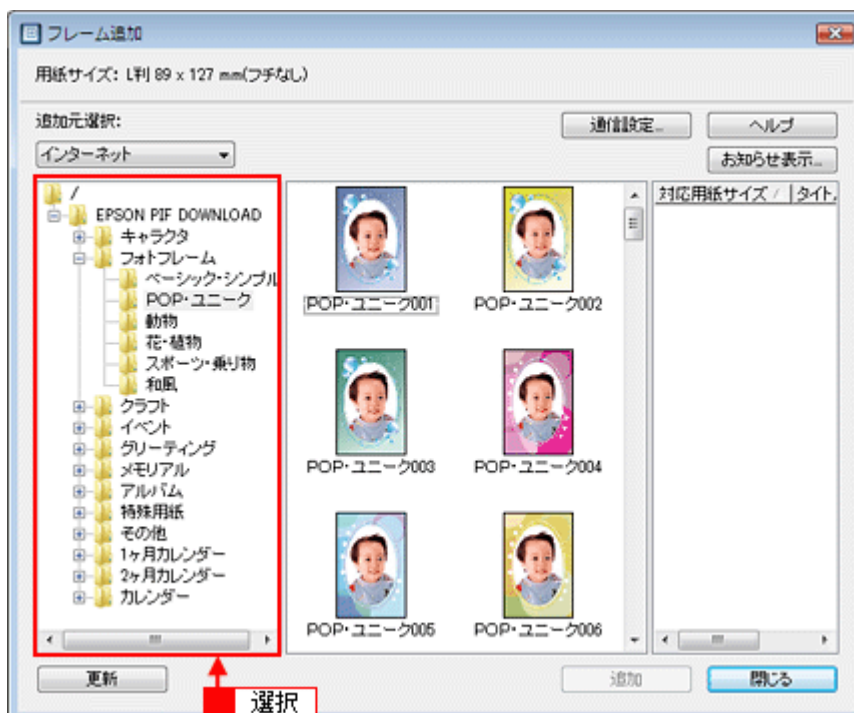 フレーム追加
用紙サイズ: L判 89 x 127 mm(フチなし)
追加元選択:
通信設定...
ヘルプ
インターネット
お知らせ表示...
/
EPSON PIF DOWNLOAD
キャラクタ
フォトフレーム
ベーシック・シンプル
POP・ユニーク
動物
花・植物
スポーツ・乗り物
和風
クラフト
イベント
グリーティング
メモリアル
アルバム
特殊用紙
その他
1ヶ月カレンダー
2ヶ月カレンダー
カレンダー
POP・ユニーク001
POP・ユニーク002
POP・ユニーク003
POP・ユニーク004
POP・ユニーク005
POP・ユニーク006
対応用紙サイズ / タイト
更新
追加
閉じる
選択